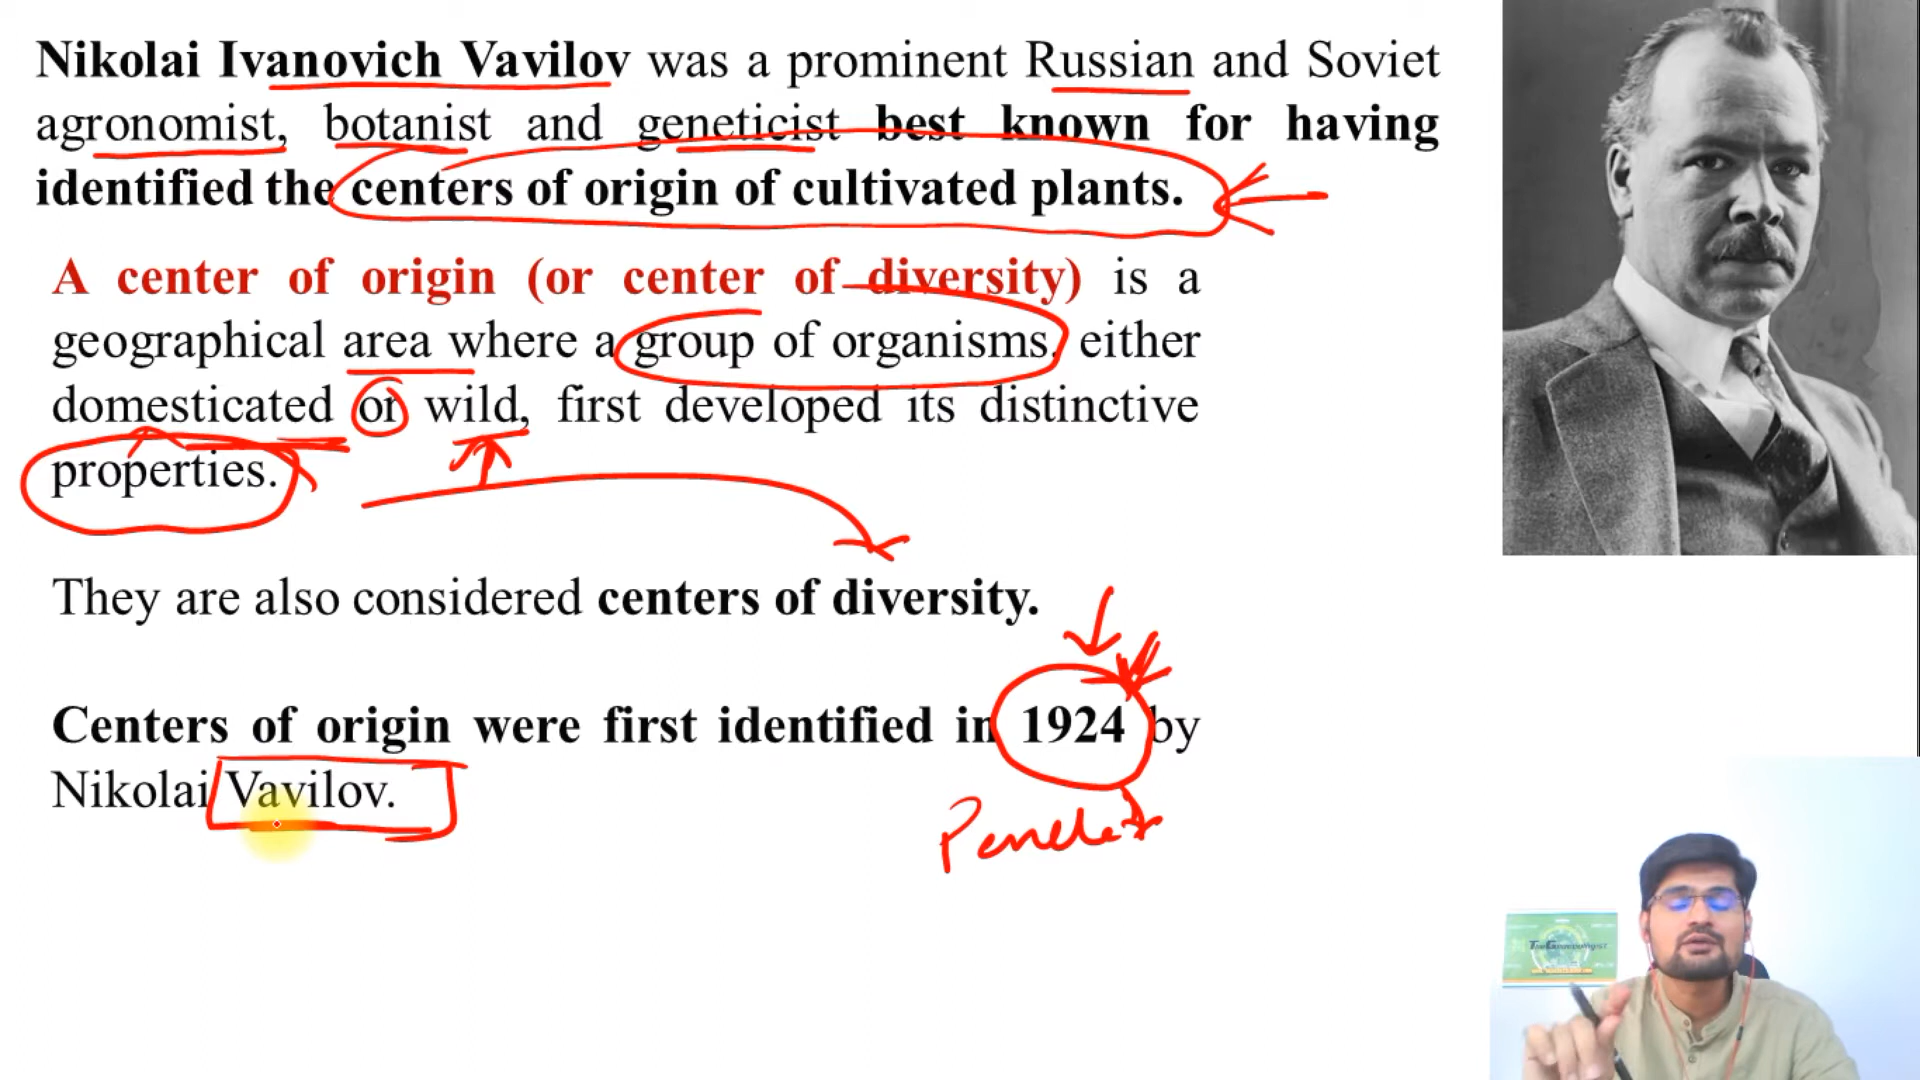 Nikolai Ivanovich Vavilov was a prominent Russian and Soviet
agronomist, botanist and geneticist best known for having
identified the centers of origin of cultivated plants.
A center of origin (or center of diversity) is a
geographical area where a group of organisms, either
domesticated or wild, first developed its distinctive
properties.
They are also considered centers of diversity.
Centers of origin were first identified in 1924 by
Nikolai Vavilov.